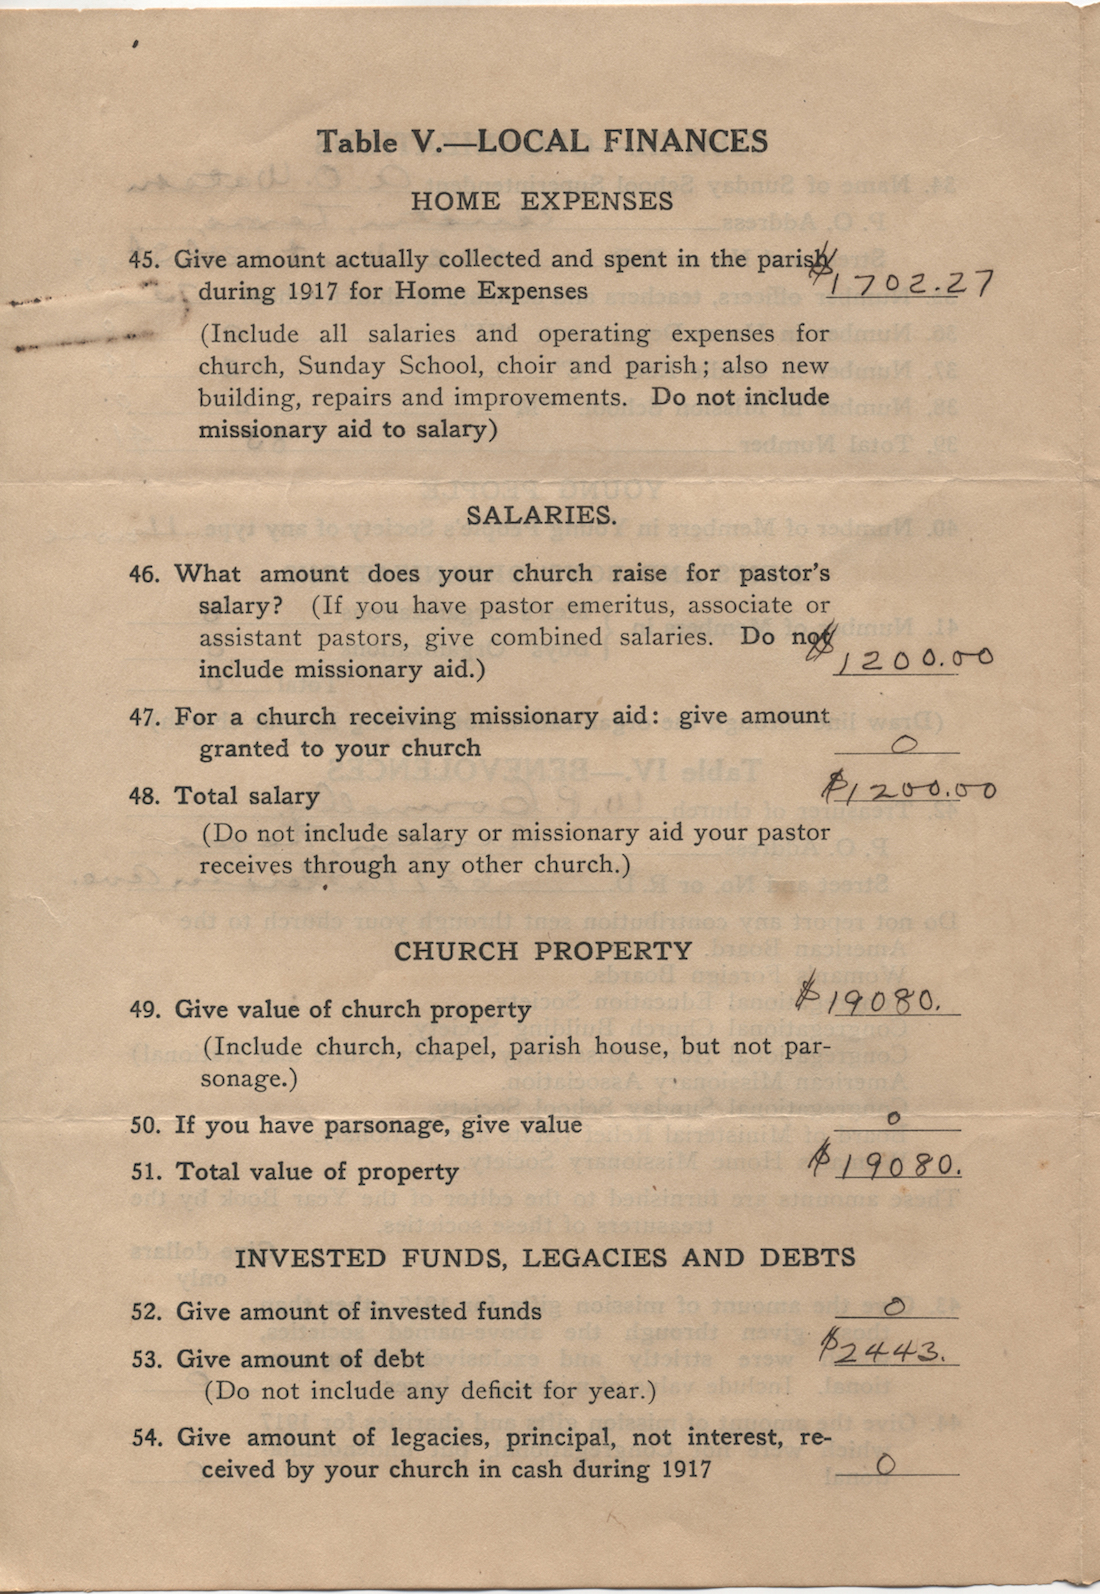 Table V.—LOCAL FINANCES
HOME EXPENSES
45. Give amount actually collected and spent in the parish
during 1917 for Home Expenses $1702.27
(Include all salaries and operating expenses for
church, Sunday School, choir and parish; also new
building, repairs and improvements. Do not include
missionary aid to salary)
SALARIES.
46. What amount does your church raise for pastor's
salary? (If you have pastor emeritus, associate or
assistant pastors, give combined salaries. Do not
include missionary aid.) $1200.00
47. For a church receiving missionary aid: give amount
granted to your church 0
48. Total salary $1200.00
(Do not include salary or missionary aid your pastor
receives through any other church.)
CHURCH PROPERTY
49. Give value of church property $19080.
(Include church, chapel, parish house, but not par-
sonage.)
50. If you have parsonage, give value 0
51. Total value of property $19080.
INVESTED FUNDS, LEGACIES AND DEBTS
52. Give amount of invested funds 0
53. Give amount of debt $2443.
(Do not include any deficit for year.)
54. Give amount of legacies, principal, not interest, re-
ceived by your church in cash during 1917 0